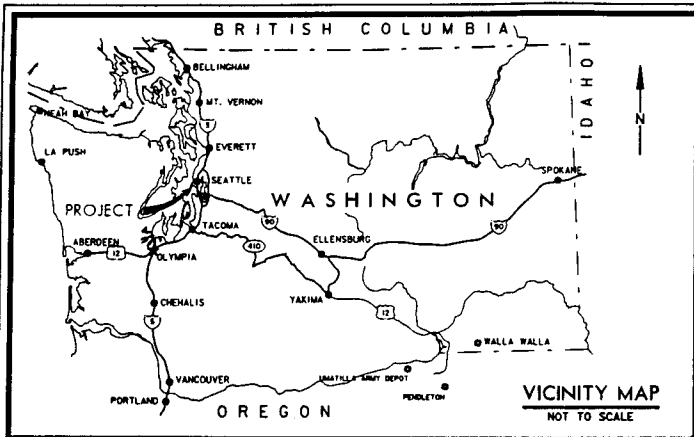 BRITISH COLUMBIA
BELLINGHAM
IDAHO
MT. VERNON
N
NEAH BAY
5
EVERETT
LA PUSH
SPOKANE
SEATTLE
WASHINGTON
PROJECT
90
90
TACOMA
ABERDEEN
12
OLYMPIA
410
ELLENSBURG
YAKIMA
CHEHALIS
12
5
WALLA WALLA
UMATILLA ARMY DEPOT
VANCOUVER
PENDLETON
PORTLAND
OREGON
VICINITY MAP
NOT TO SCALE